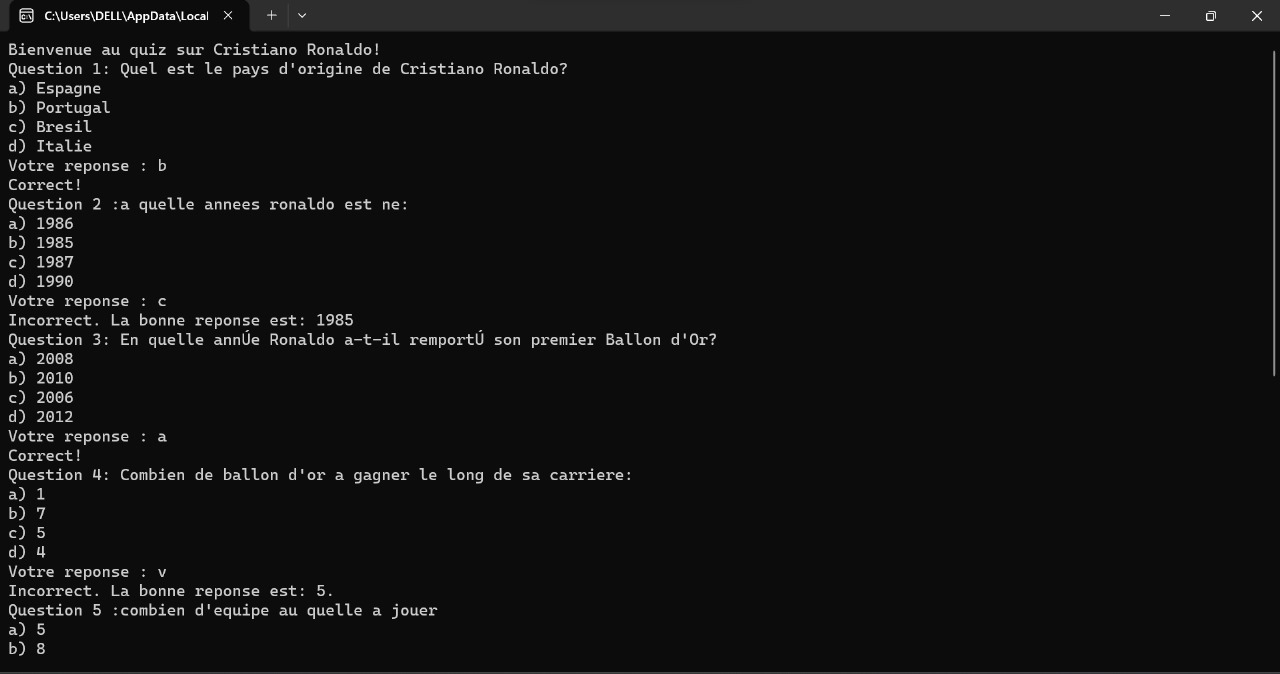 C:\Users\DELL\AppData\Local
Bienvenue au quiz sur Cristiano Ronaldo!
Question 1: Quel est le pays d'origine de Cristiano Ronaldo?
a) Espagne
b) Portugal
c) Bresil
d) Italie
Votre reponse : b
Correct!
Question 2 :a quelle annees ronaldo est ne:
a) 1986
b) 1985
c) 1987
d) 1990
Votre reponse : c
Incorrect. La bonne reponse est: 1985
Question 3: En quelle annÚe Ronaldo a-t-il remportÚ son premier Ballon d'Or?
a) 2008
b) 2010
c) 2006
d) 2012
Votre reponse : a
Correct!
Question 4: Combien de ballon d'or a gagner le long de sa carriere:
a) 1
b) 7
c) 5
d) 4
Votre reponse : v
Incorrect. La bonne reponse est: 5.
Question 5 :combien d'equipe au quelle a jouer
a) 5
b) 8